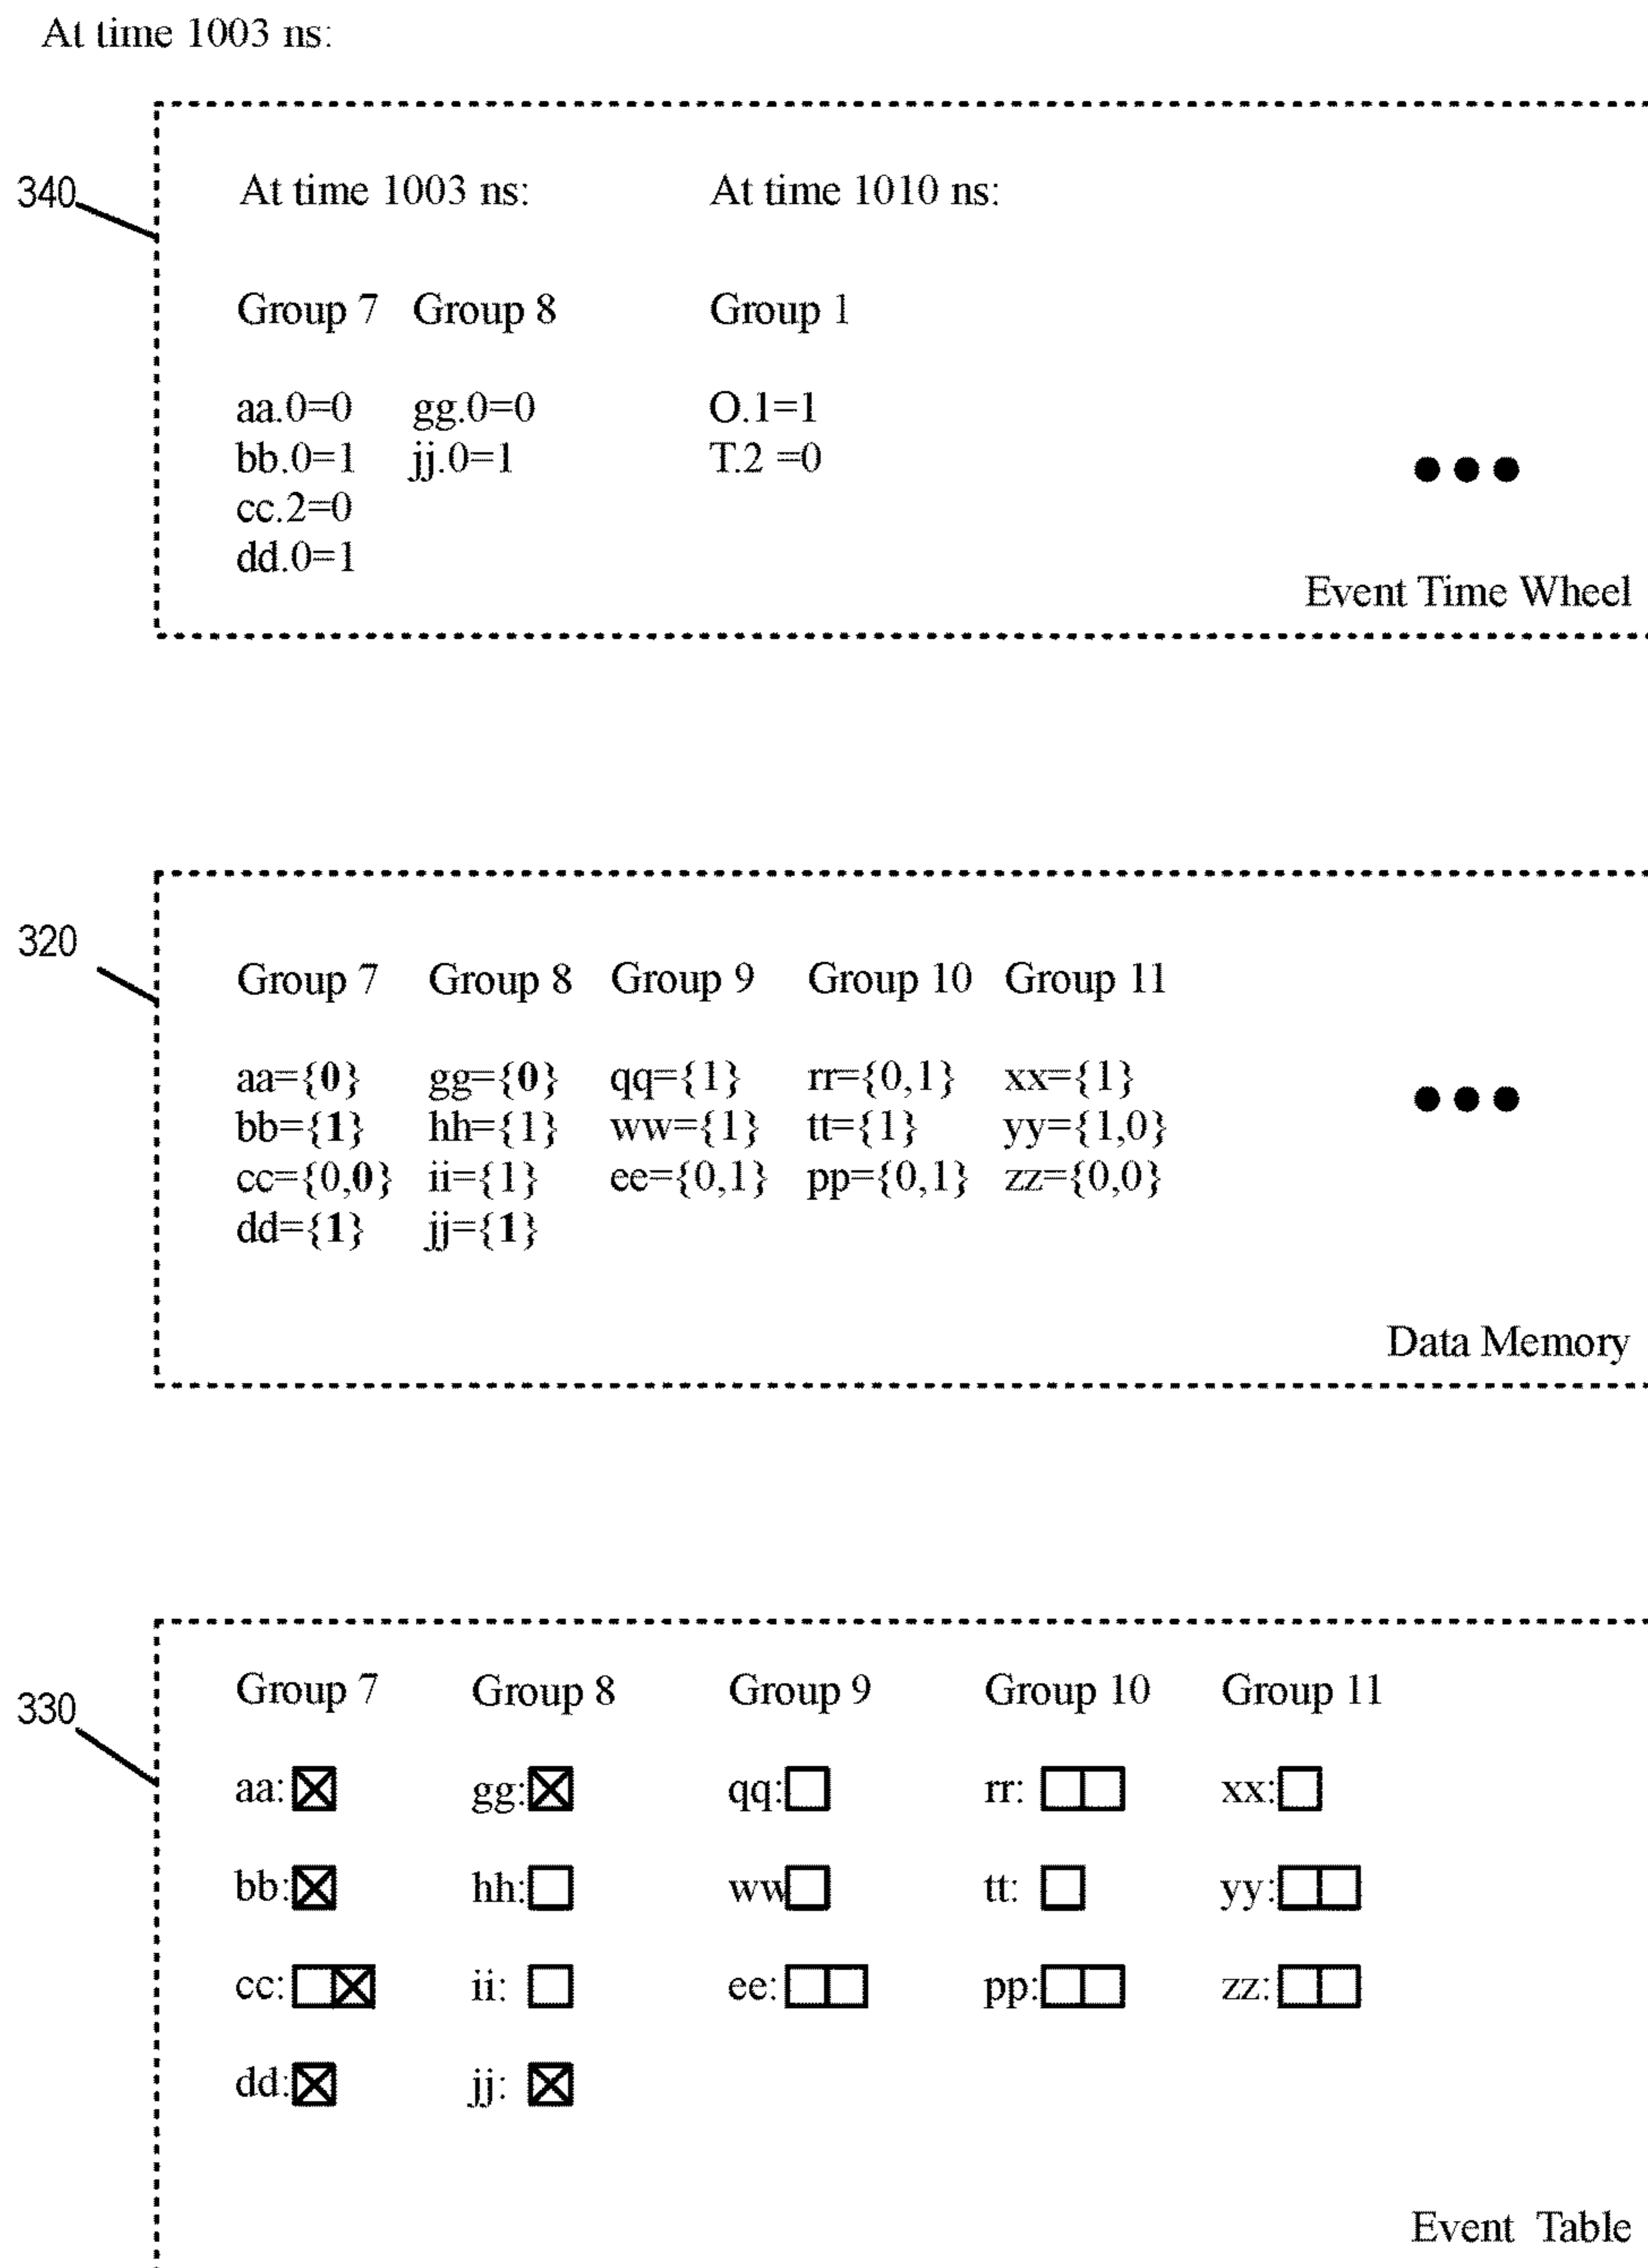 At time 1003 ns:
340
At time 1003 ns: At time 1010 ns:
Group 7 Group 8 Group 1
aa.0=0 gg.0=0 O.1=1
bb.0=1 jj.0=1 T.2 =0
cc.2=0
dd.0=1
Event Time Wheel
320
Group 7 Group 8 Group 9 Group 10 Group 11
aa={0} gg={0} qq={1} rr={0,1} xx={1}
bb={1} hh={1} ww={1} tt={1} yy={1,0}
cc={0,0} ii={1} ee={0,1} pp={0,1} zz={0,0}
dd={1} jj={1}
Data Memory
330
Group 7 Group 8 Group 9 Group 10 Group 11
aa: gg: qq: rr: xx:
bb: hh: ww tt: yy:
cc: ii: ee: pp: zz:
dd: jj:
Event Table